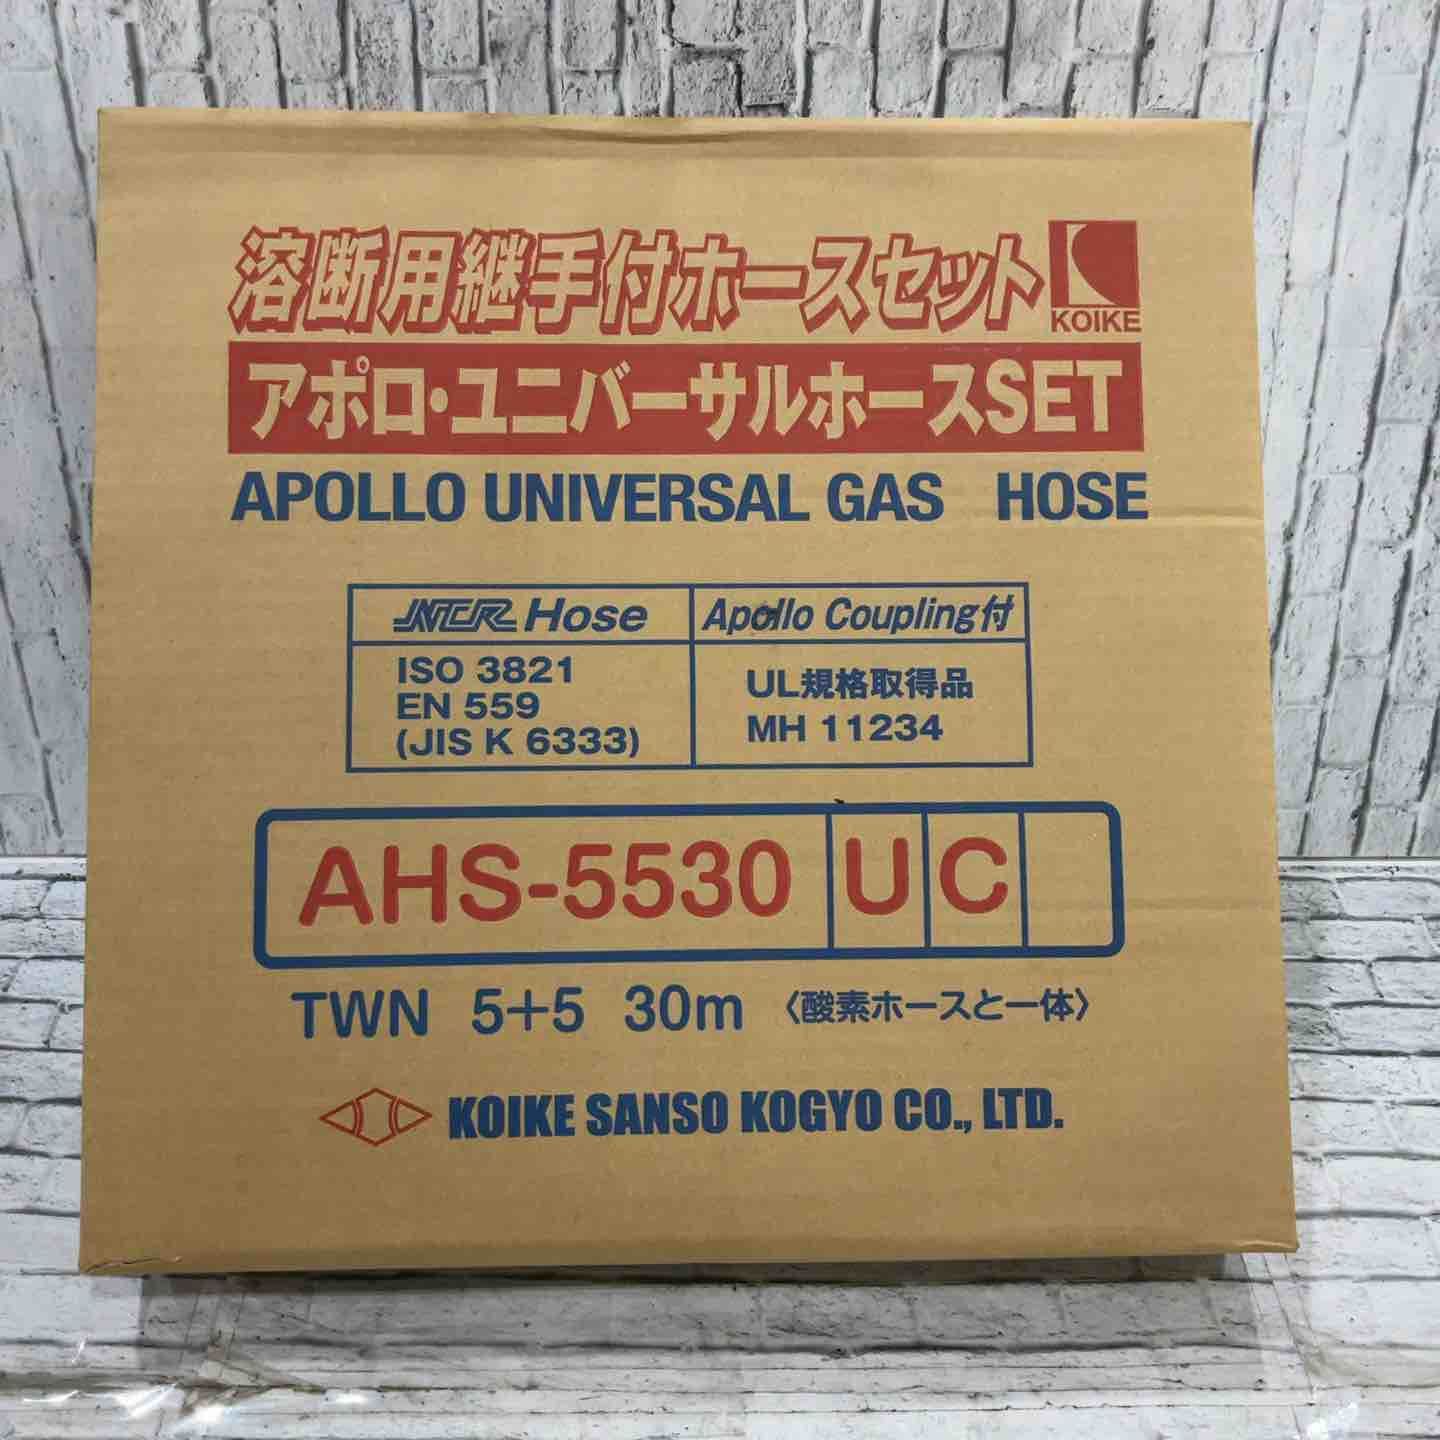 溶断用継手付ホースセット
KOIKE
アポロ・ユニバーサルホースSET
APOLLO UNIVERSAL GAS HOSE
NCR Hose
Apollo Coupling付
ISO 3821
EN 559
(JIS K 6333)
UL規格取得品
MH 11234
AHS-5530 U C
TWN 5+5 30m 〈酸素ホースと一体〉
KOIKE SANSO KOGYO CO., LTD.